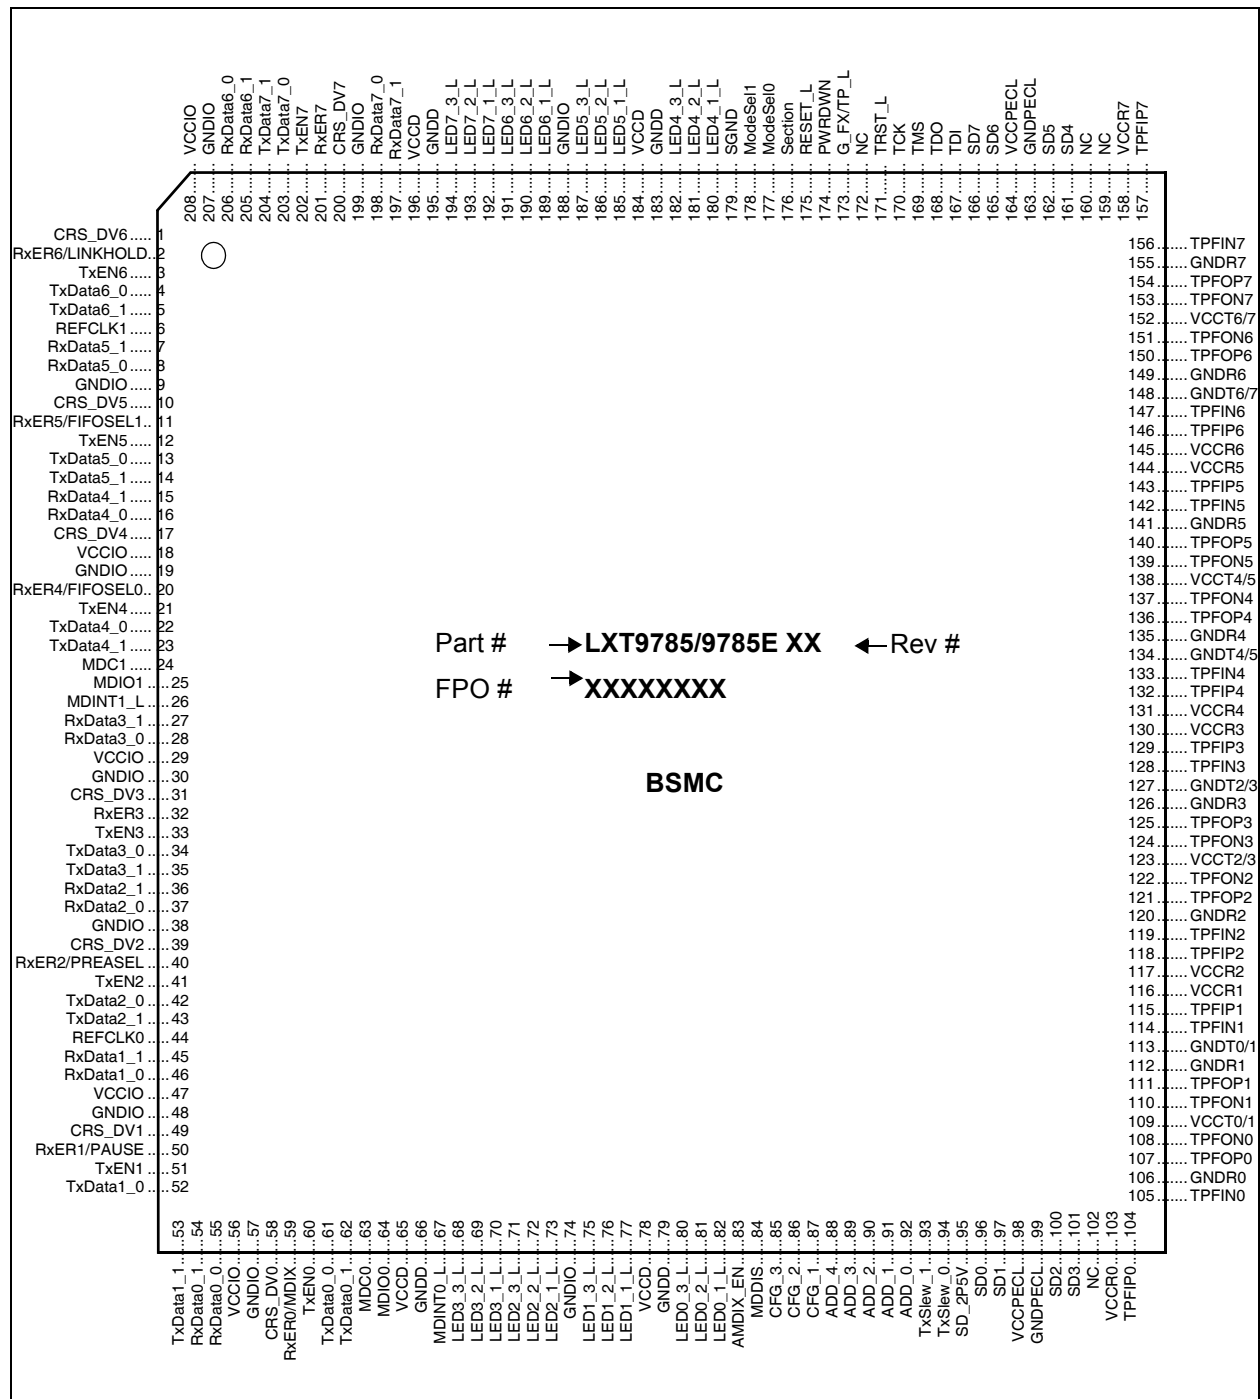 208...... VCCIO
207...... GNDIO
206...... RxData6_0
205...... RxData6_1
204...... TxData7_1
203...... TxData7_0
202...... TxEN7
201...... RxER7
200...... CRS_DV7
199...... GNDIO
198...... RxData7_0
197...... RxData7_1
196...... VCCD
195...... GNDD
194...... LED7_3_L
193...... LED7_2_L
192...... LED7_1_L
191...... LED6_3_L
190...... LED6_2_L
189...... LED6_1_L
188...... GNDIO
187...... LED5_3_L
186...... LED5_2_L
185...... LED5_1_L
184...... VCCD
183...... GNDD
182...... LED4_3_L
181...... LED4_2_L
180...... LED4_1_L
179...... SGND
178...... ModeSel1
177...... ModeSel0
176...... Section
175...... RESET_L
174...... PWRDWN
173...... G_FX/TP_L
172...... NC
171...... TRST_L
170...... TCK
169...... TMS
168...... TDO
167...... TDI
166...... SD7
165...... SD6
164...... VCCPECL
163...... GNDPECL
162...... SD5
161...... SD4
160...... NC
159...... NC
158...... VCCR7
157...... TPFIP7
CRS_DV6..... 1
RxER6/LINKHOLD.. 2
TxEN6..... 3
TxData6_0..... 4
TxData6_1..... 5
REFCLK1..... 6
RxData5_1..... 7
RxData5_0..... 8
GNDIO..... 9
CRS_DV5..... 10
RxER5/FIFOSEL1.. 11
TxEN5..... 12
TxData5_0..... 13
TxData5_1..... 14
RxData4_1..... 15
RxData4_0..... 16
CRS_DV4..... 17
VCCIO..... 18
GNDIO..... 19
RxER4/FIFOSEL0.. 20
TxEN4..... 21
TxData4_0..... 22
TxData4_1..... 23
MDC1..... 24
MDIO1.....25
MDINT1_L.....26
RxData3_1.....27
RxData3_0.....28
VCCIO.....29
GNDIO.....30
CRS_DV3.....31
RxER3.....32
TxEN3.....33
TxData3_0.....34
TxData3_1.....35
RxData2_1.....36
RxData2_0.....37
GNDIO.....38
CRS_DV2.....39
RxER2/PREASEL.....40
TxEN2.....41
TxData2_0.....42
TxData2_1.....43
REFCLK0.....44
RxData1_1.....45
RxData1_0.....46
VCCIO.....47
GNDIO.....48
CRS_DV1.....49
RxER1/PAUSE.....50
TxEN1.....51
TxData1_0.....52
Part # LXT9785/9785E XX Rev #
FPO # XXXXXXXX
BSMC
156....... TPFIN7
155....... GNDR7
154....... TPFOP7
153....... TPFON7
152....... VCCT6/7
151....... TPFON6
150....... TPFOP6
149....... GNDR6
148....... GNDT6/7
147....... TPFIN6
146....... TPFIP6
145....... VCCR6
144....... VCCR5
143....... TPFIP5
142....... TPFIN5
141....... GNDR5
140....... TPFOP5
139....... TPFON5
138....... VCCT4/5
137....... TPFON4
136....... TPFOP4
135....... GNDR4
134....... GNDT4/5
133....... TPFIN4
132....... TPFIP4
131....... VCCR4
130....... VCCR3
129....... TPFIP3
128....... TPFIN3
127....... GNDT2/3
126....... GNDR3
125....... TPFOP3
124....... TPFON3
123....... VCCT2/3
122....... TPFON2
121....... TPFOP2
120....... GNDR2
119....... TPFIN2
118....... TPFIP2
117....... VCCR2
116....... VCCR1
115....... TPFIP1
114....... TPFIN1
113....... GNDT0/1
112....... GNDR1
111....... TPFOP1
110....... TPFON1
109....... VCCT0/1
108....... TPFON0
107....... TPFOP0
106....... GNDR0
105....... TPFIN0
TxData1_1...53
RxData0_1...54
RxData0_0...55
VCCIO...56
GNDIO...57
CRS_DV0...58
RxER0/MDIX...59
TxEN0...60
TxData0_0...61
TxData0_1...62
MDC0...63
MDIO0...64
VCCD...65
GNDD...66
MDINT0_L...67
LED3_3_L...68
LED3_2_L...69
LED3_1_L...70
LED2_3_L...71
LED2_2_L...72
LED2_1_L...73
GNDIO...74
LED1_3_L...75
LED1_2_L...76
LED1_1_L...77
VCCD...78
GNDD...79
LED0_3_L...80
LED0_2_L...81
LED0_1_L...82
AMDIX_EN...83
MDDIS...84
CFG_3...85
CFG_2...86
CFG_1...87
ADD_4...88
ADD_3...89
ADD_2...90
ADD_1...91
ADD_0...92
TxSlew_1...93
TxSlew_0...94
SD_2P5V...95
SD0...96
SD1...97
VCCPECL...98
GNDPECL...99
SD2...100
SD3...101
NC...102
VCCR0...103
TPFIP0...104